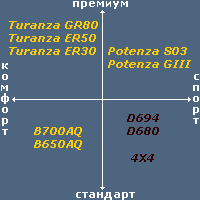 премиум
Turanza GR80
Turanza ER50
Turanza ER30
Potenza S03
Potenza GIII
комфорт
спорт
B700AQ
B650AQ
D694
D680
4X4
стандарт